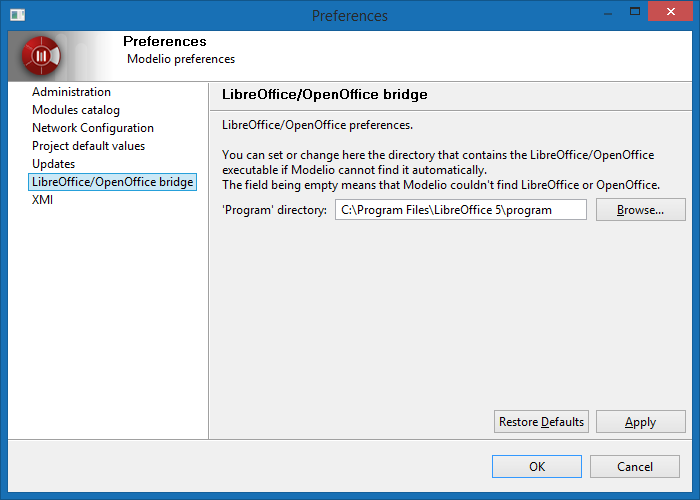 Preferences
Preferences
Modelio preferences
Administration
Modules catalog
Network Configuration
Project default values
Updates
LibreOffice/OpenOffice bridge
XMI
LibreOffice/OpenOffice bridge
LibreOffice/OpenOffice preferences.
You can set or change here the directory that contains the LibreOffice/OpenOffice
executable if Modelio cannot find it automatically.
The field being empty means that Modelio couldn't find LibreOffice or OpenOffice.
'Program' directory: C:\Program Files\LibreOffice 5\program Browse...
Restore Defaults Apply
OK Cancel